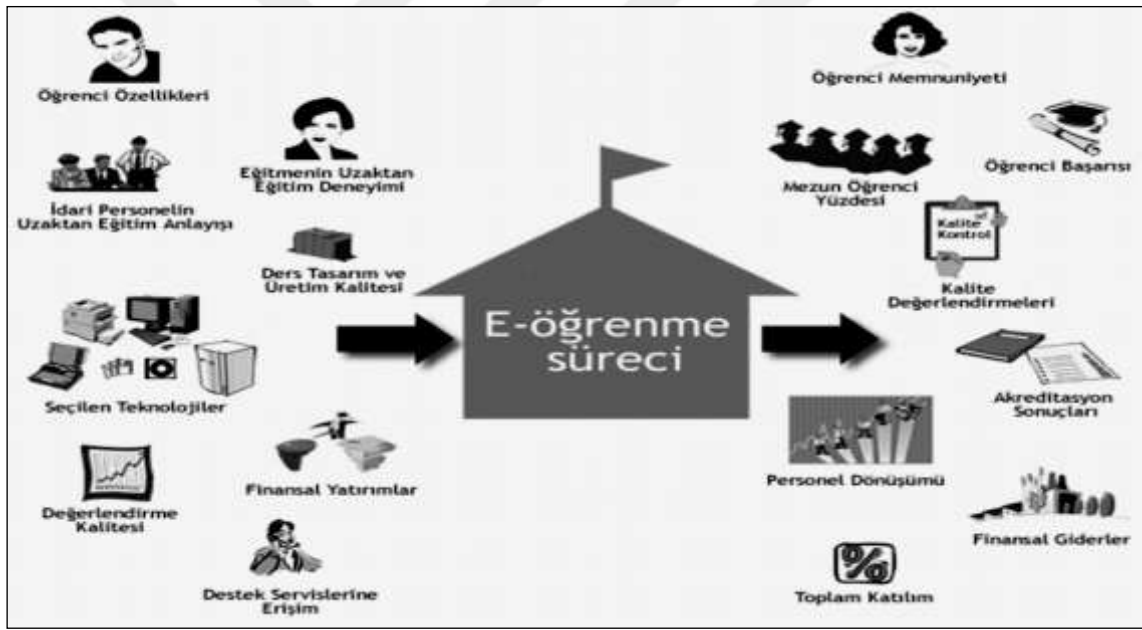 Öğrenci Özellikleri
Eğitmenin Uzaktan
Eğitim Deneyimi
İdari Personelin
Uzaktan Eğitim Anlayışı
Ders Tasarım ve
Üretim Kalitesi
Seçilen Teknolojiler
Finansal Yatırımlar
Değerlendirme
Kalitesi
Destek Servislerine
Erişim
E-öğrenme
süreci
Öğrenci Memnuniyeti
Öğrenci Başarısı
Mezun Öğrenci
Yüzdesi
Kalite
Kontrol
Kalite
Değerlendirmeleri
Akreditasyon
Sonuçları
Personel Dönüşümü
Finansal Giderler
%
Toplam Katılım